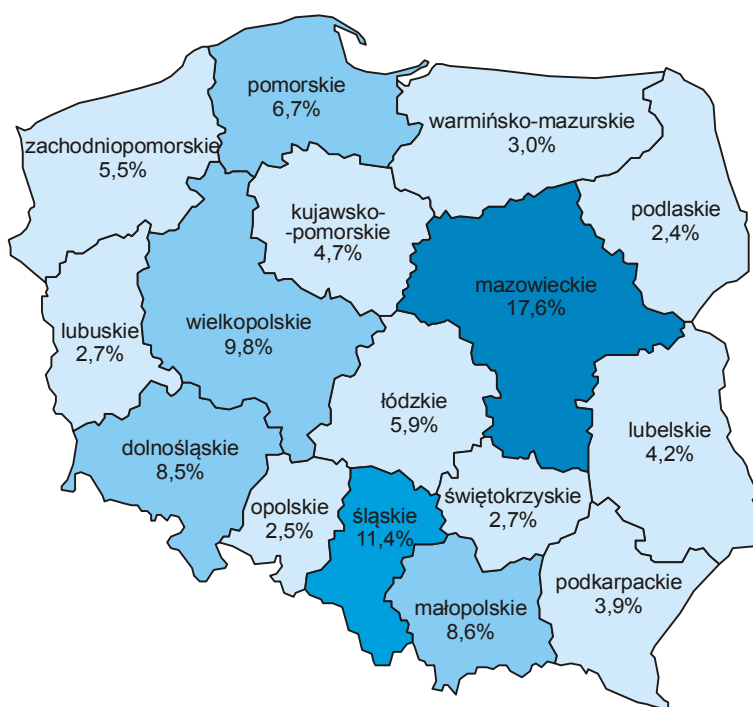 pomorskie
6,7%
warmińsko-mazurskie
3,0%
zachodniopomorskie
5,5%
kujawsko-
-pomorskie
4,7%
podlaskie
2,4%
mazowieckie
17,6%
lubuskie
2,7%
wielkopolskie
9,8%
łódzkie
5,9%
lubelskie
4,2%
dolnośląskie
8,5%
opolskie
2,5%
śląskie
11,4%
świętokrzyskie
2,7%
podkarpackie
3,9%
małopolskie
8,6%